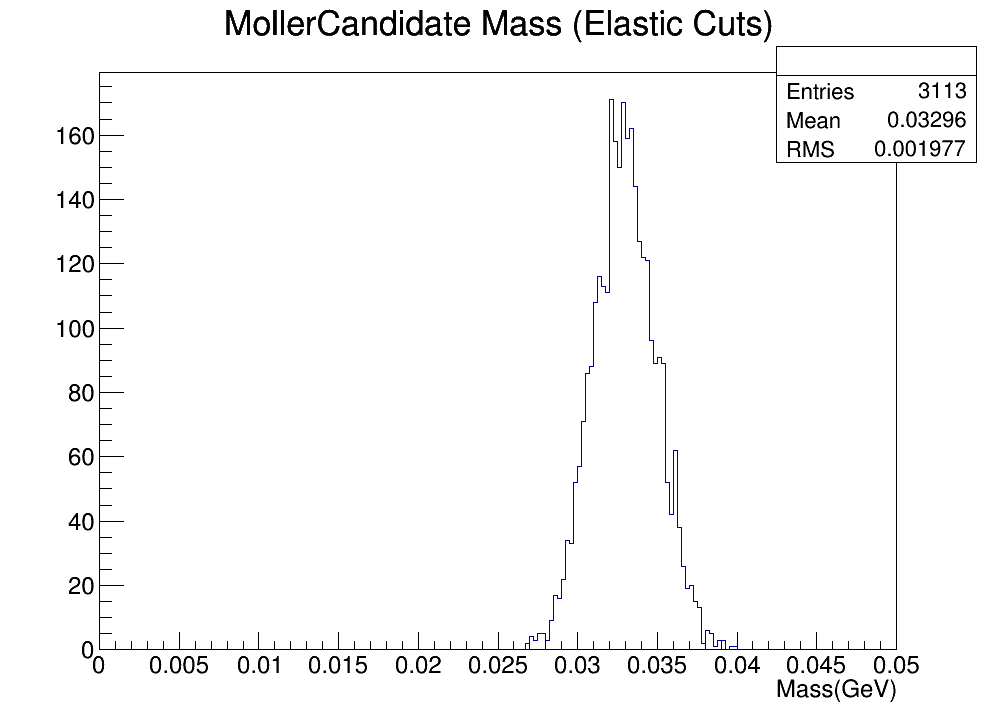 MollerCandidate Mass (Elastic Cuts)
Entries 3113
Mean 0.03296
RMS 0.001977
160
140
120
100
80
60
40
20
0
0 0.005 0.01 0.015 0.02 0.025 0.03 0.035 0.04 0.045 0.05
Mass(GeV)